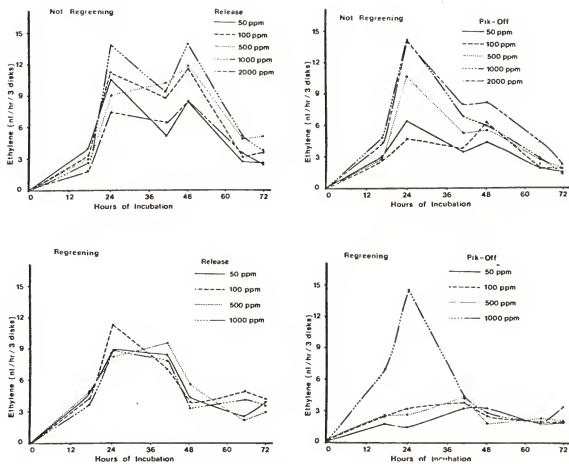 Not Regreening
Release
50 ppm
100 ppm
500 ppm
1000 ppm
2000 ppm
Ethylene (nl/hr/3 disks)
15
12
9
6
3
0
0 12 24 36 48 60 72
Hours of Incubation
Not Regreening
Pik-Off
50 ppm
100 ppm
500 ppm
1000 ppm
2000 ppm
Ethylene (nl/hr/3 disks)
15
12
9
6
3
0
0 12 24 36 48 60 72
Hours of Incubation
Regreening
Release
50 ppm
100 ppm
500 ppm
1000 ppm
Ethylene (nl/hr/3 disks)
15
12
9
6
3
0
0 12 24 36 48 60 72
Hours of Incubation
Regreening
Pik-Off
50 ppm
100 ppm
500 ppm
1000 ppm
Ethylene (nl/hr/3 disks)
15
12
9
6
3
0
0 12 24 36 48 60 72
Hours of Incubation